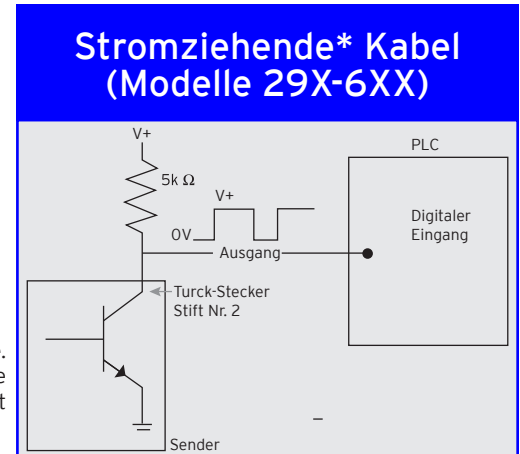 Stromziehende* Kabel
(Modelle 29X-6XX)
V+
PLC
5k Ω
V+
Digitaler
Eingang
0V
Ausgang
Turck-Stecker
Stift Nr. 2
e
t
–
Sender